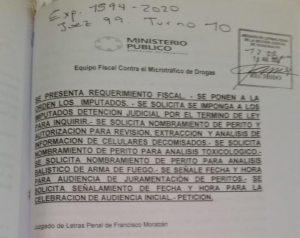 Exp. 1594-2020
Juez 99. Turno 10
MINISTERIO
PUBLICO
Equipo Fiscal Contra el Microtráfico de Drogas
SE PRESENTA REQUERIMIENTO FISCAL. - SE PONEN A LA
ORDEN LOS IMPUTADOS. - SE SOLICITA SE IMPONGA A LOS
IMPUTADOS DETENCION JUDICIAL POR EL TERMINO DE LEY
PARA INQUIRIR.- SE SOLICITA NOMBRAMIENTO DE PERITO Y
AUTORIZACION PARA REVISION, EXTRACCION Y ANALISIS DE
INFORMACION DE CELULARES DECOMISADOS.- SE SOLICITA
NOMBRAMIENTO DE PERITO PARA ANALISIS TOXICOLOGICO.-
SE SOLICITA NOMBRAMIENTO DE PERITO PARA ANALISIS
BALISTICO DE ARMA DE FUEGO.- SE SEÑALE FECHA Y HORA
PARA AUDIENCIA DE JURAMENTACIÓN DE PERITOS.- SE
SOLICITA SEÑALAMIENTO DE FECHA Y HORA PARA LA
CELEBRACION DE AUDIENCIA INICIAL.- PETICIÓN.
Juzgado de Letras Penal de Francisco Morazán